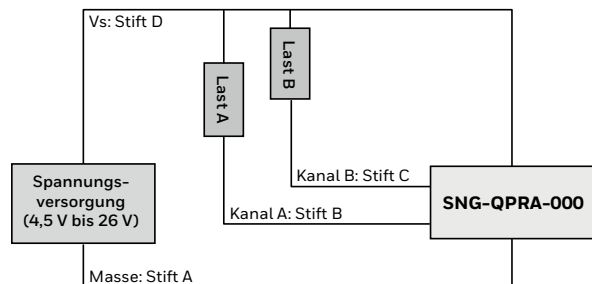 Vs: Stift D
Last A
Last B
Spannungs-
versorgung
(4,5 V bis 26 V)
Kanal B: Stift C
SNG-QPRA-000
Kanal A: Stift B
Masse: Stift A